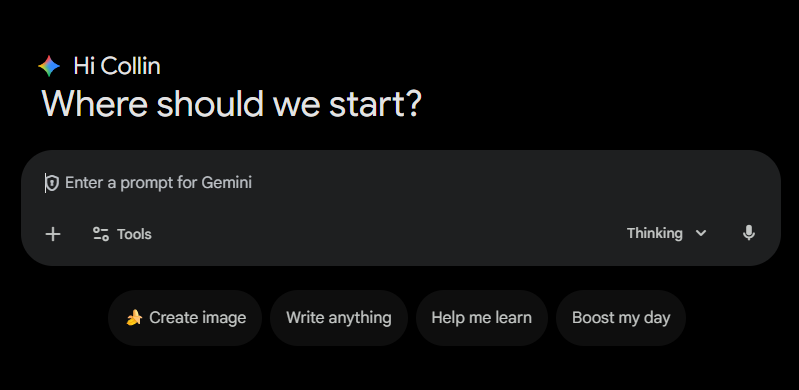 Hi Collin
Where should we start?
Enter a prompt for Gemini
Tools
Thinking
Create image
Write anything
Help me learn
Boost my day